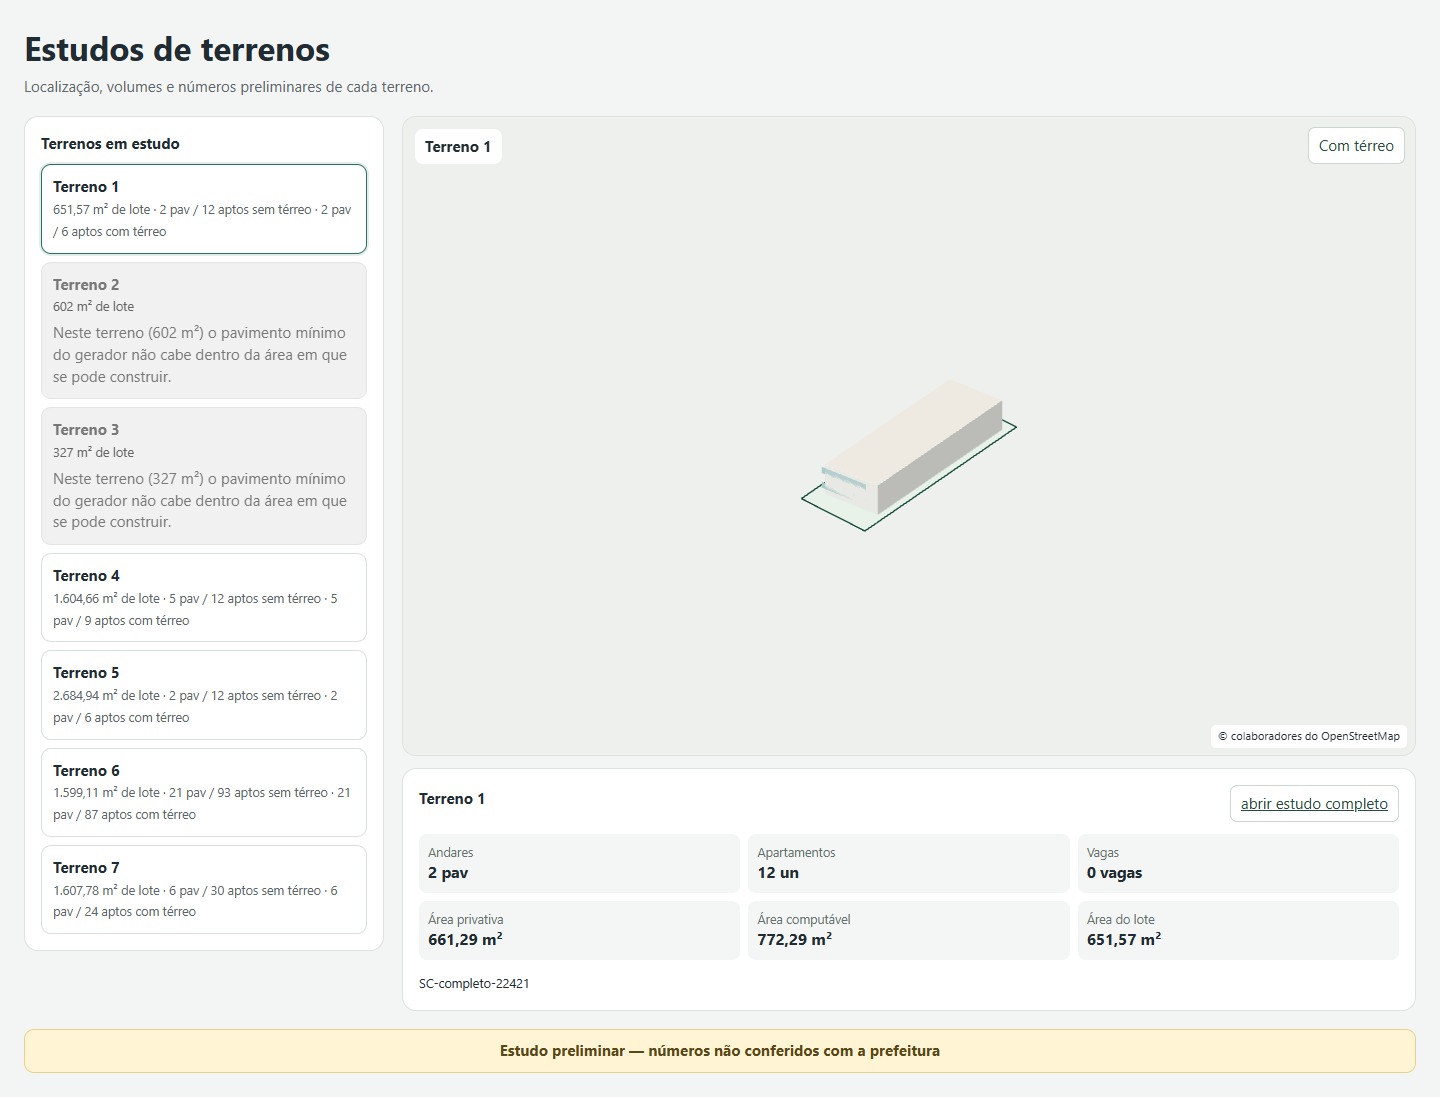 Estudos de terrenos
Localização, volumes e números preliminares de cada terreno.
Terrenos em estudo
Terreno 1
651,57 m² de lote · 2 pav / 12 aptos sem térreo · 2 pav
/ 6 aptos com térreo
Terreno 2
602 m² de lote
Neste terreno (602 m²) o pavimento mínimo
do gerador não cabe dentro da área em que
se pode construir.
Terreno 3
327 m² de lote
Neste terreno (327 m²) o pavimento mínimo
do gerador não cabe dentro da área em que
se pode construir.
Terreno 4
1.604,66 m² de lote · 5 pav / 12 aptos sem térreo · 5
pav / 9 aptos com térreo
Terreno 5
2.684,94 m² de lote · 2 pav / 12 aptos sem térreo · 2
pav / 6 aptos com térreo
Terreno 6
1.599,11 m² de lote · 21 pav / 93 aptos sem térreo · 21
pav / 87 aptos com térreo
Terreno 7
1.607,78 m² de lote · 6 pav / 30 aptos sem térreo · 6
pav / 24 aptos com térreo
Terreno 1
Com térreo
© colaboradores do OpenStreetMap
Terreno 1
abrir estudo completo
Andares
2 pav
Apartamentos
12 un
Vagas
0 vagas
Área privativa
661,29 m²
Área computável
772,29 m²
Área do lote
651,57 m²
SC-completo-22421
Estudo preliminar — números não conferidos com a prefeitura